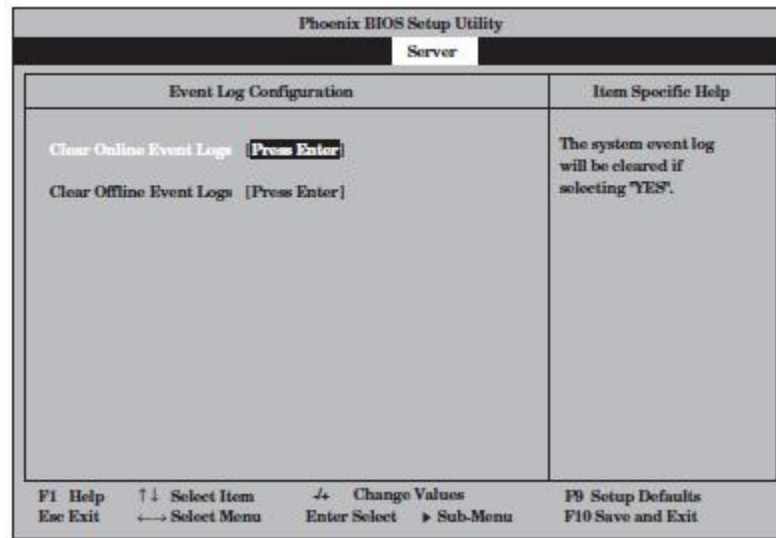 Phoenix BIOS Setup Utility
Server
Event Log Configuration
Item Specific Help
Clear Online Event Logs [Press Enter]
Clear Offline Event Logs [Press Enter]
The system event log
will be cleared if
selecting "YES".
F1 Help ↑↓ Select Item -/+ Change Values F9 Setup Defaults
Esc Exit ←→ Select Menu Enter Select ▶ Sub-Menu F10 Save and Exit